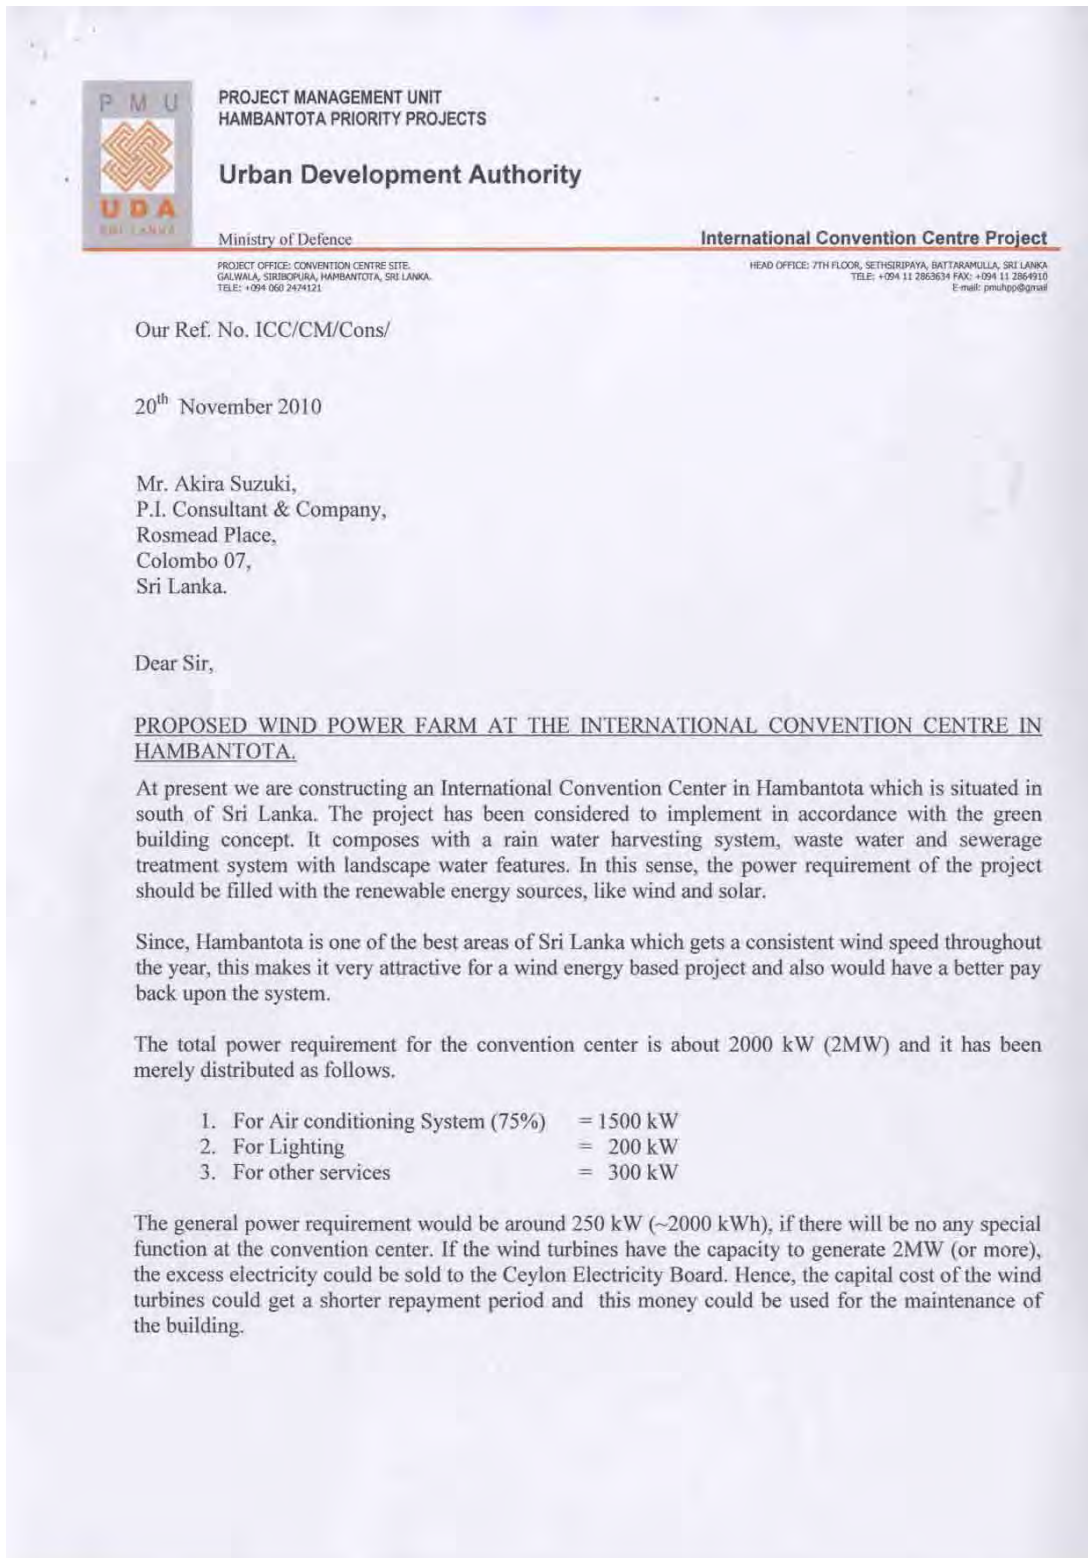 PMU
UDA
SRI LANKA
PROJECT MANAGEMENT UNIT
HAMBANTOTA PRIORITY PROJECTS
Urban Development Authority
Ministry of Defence
International Convention Centre Project
PROJECT OFFICE: CONVENTION CENTRE SITE.
GALWALA, SIRIBOPURA, HAMBANTOTA, SRI LANKA.
TELE: +094 060 2474121
HEAD OFFICE: 7TH FLOOR, SETHSIRIPAYA, BATTARAMULLA, SRI LANKA
TELE: +094 11 2863634 FAX: +094 11 2864910
E-mail: pmuhpp@gmail
Our Ref. No. ICC/CM/Cons/
20th November 2010
Mr. Akira Suzuki,
P.I. Consultant & Company,
Rosmead Place,
Colombo 07,
Sri Lanka.
Dear Sir,
PROPOSED WIND POWER FARM AT THE INTERNATIONAL CONVENTION CENTRE IN
HAMBANTOTA.
At present we are constructing an International Convention Center in Hambantota which is situated in
south of Sri Lanka. The project has been considered to implement in accordance with the green
building concept. It composes with a rain water harvesting system, waste water and sewerage
treatment system with landscape water features. In this sense, the power requirement of the project
should be filled with the renewable energy sources, like wind and solar.
Since, Hambantota is one of the best areas of Sri Lanka which gets a consistent wind speed throughout
the year, this makes it very attractive for a wind energy based project and also would have a better pay
back upon the system.
The total power requirement for the convention center is about 2000 kW (2MW) and it has been
merely distributed as follows.
1. For Air conditioning System (75%) = 1500 kW
2. For Lighting = 200 kW
3. For other services = 300 kW
The general power requirement would be around 250 kW (~2000 kWh), if there will be no any special
function at the convention center. If the wind turbines have the capacity to generate 2MW (or more),
the excess electricity could be sold to the Ceylon Electricity Board. Hence, the capital cost of the wind
turbines could get a shorter repayment period and this money could be used for the maintenance of
the building.